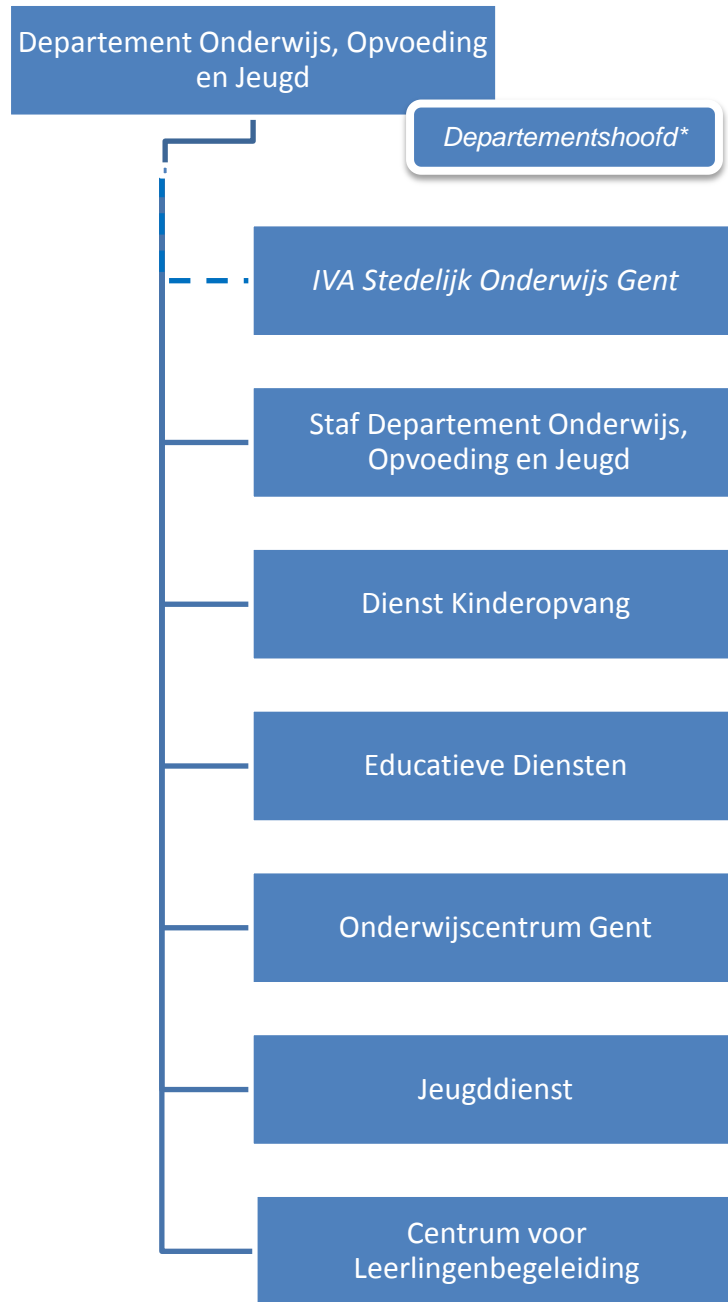 Departement Onderwijs, Opvoeding
en Jeugd
Departementshoofd*
IVA Stedelijk Onderwijs Gent
Staf Departement Onderwijs,
Opvoeding en Jeugd
Dienst Kinderopvang
Educatieve Diensten
Onderwijscentrum Gent
Jeugddienst
Centrum voor
Leerlingenbegeleiding